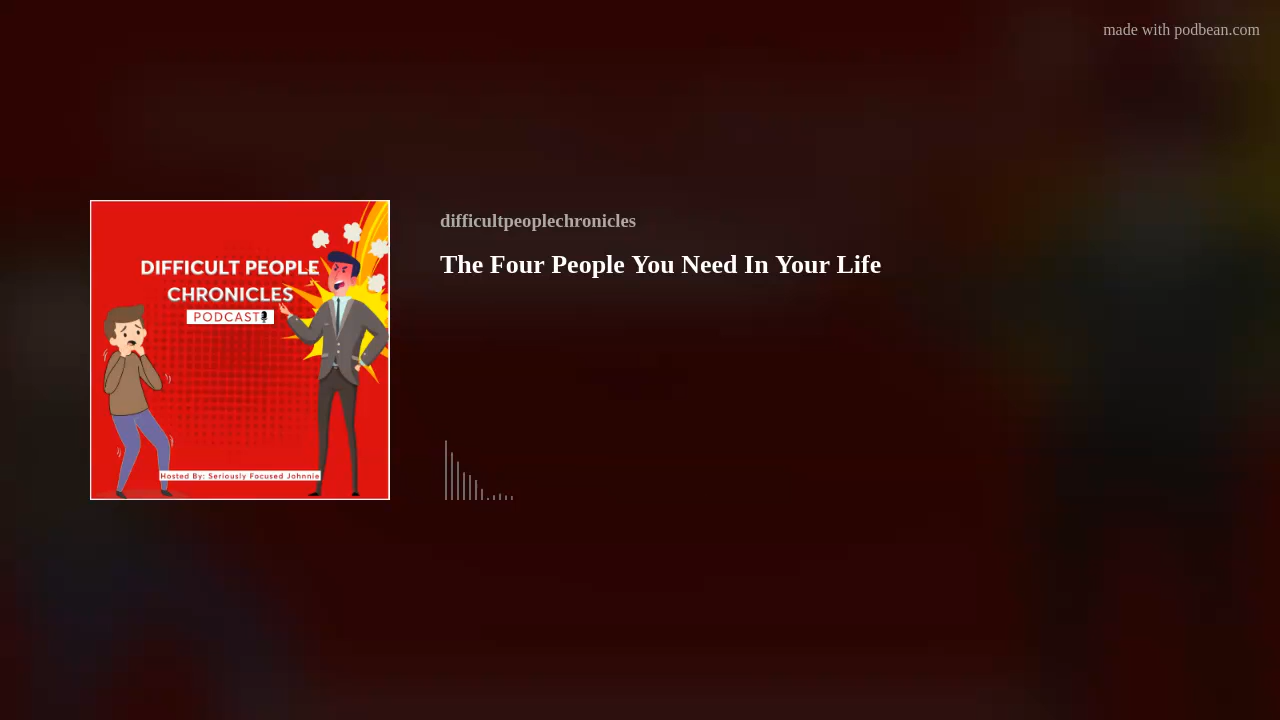 made with podbean.com
difficultpeoplechronicles
The Four People You Need In Your Life
DIFFICULT PEOPLE
CHRONICLES
PODCAST
Hosted By: Seriously Focused Johnnie